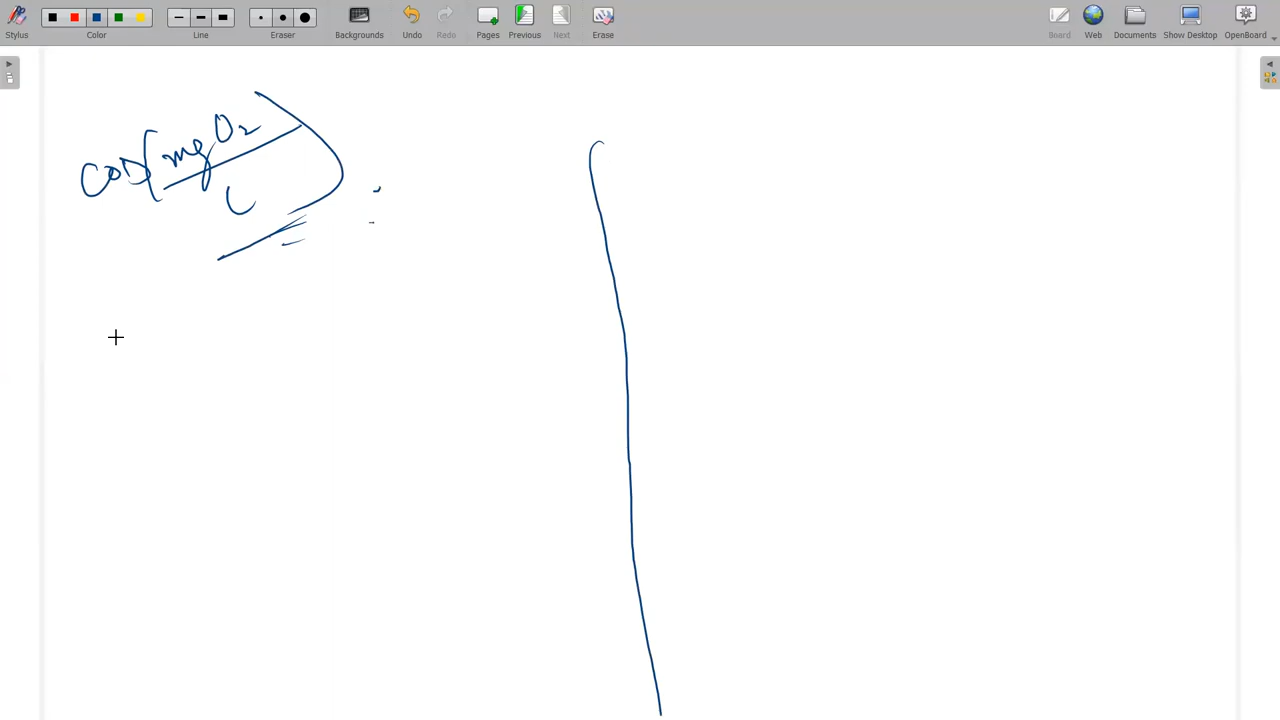 Stylus Color Line Eraser Backgrounds Undo Redo Pages Previous Next Erase Board Web Documents Show Desktop OpenBoard
COD (mg O2
L